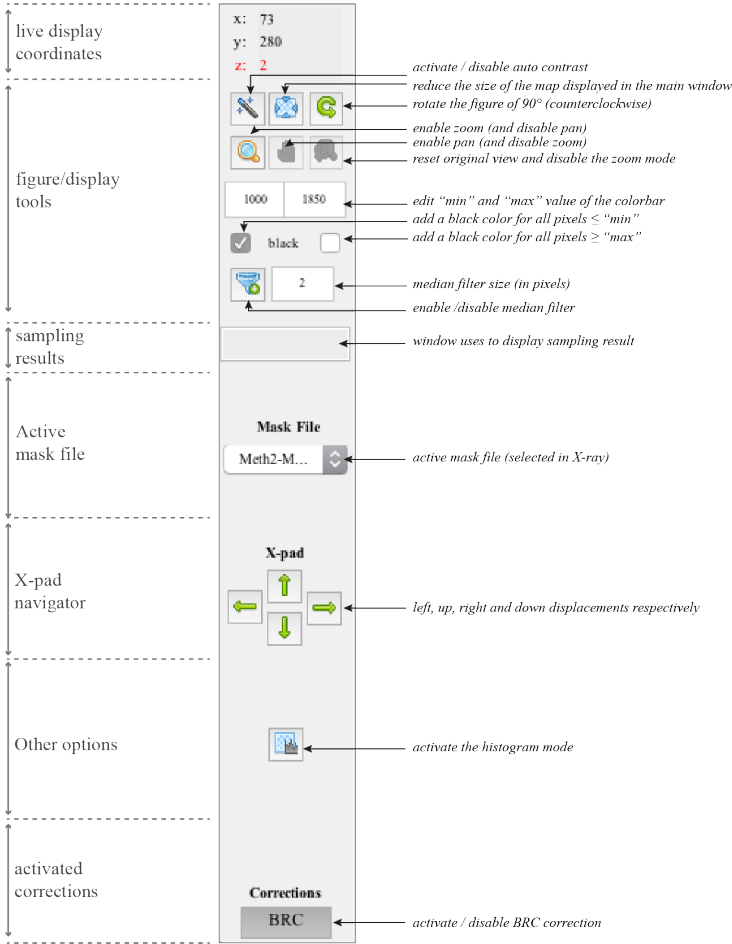 live display
coordinates
x: 73
y: 280
z: 2
activate / disable auto contrast
reduce the size of the map displayed in the main window
rotate the figure of 90° (counterclockwise)
enable zoom (and disable pan)
enable pan (and disable zoom)
reset original view and disable the zoom mode
figure/display
tools
1000 1850
edit “min” and “max” value of the colorbar
add a black color for all pixels ≤ “min”
black
add a black color for all pixels ≥ “max”
2
median filter size (in pixels)
enable /disable median filter
sampling
results
window uses to display sampling result
Active
mask file
Mask File
Meth2-M...
active mask file (selected in X-ray)
X-pad
navigator
X-pad
left, up, right and down displacements respectively
Other options
activate the histogram mode
activated
corrections
Corrections
BRC
activate / disable BRC correction